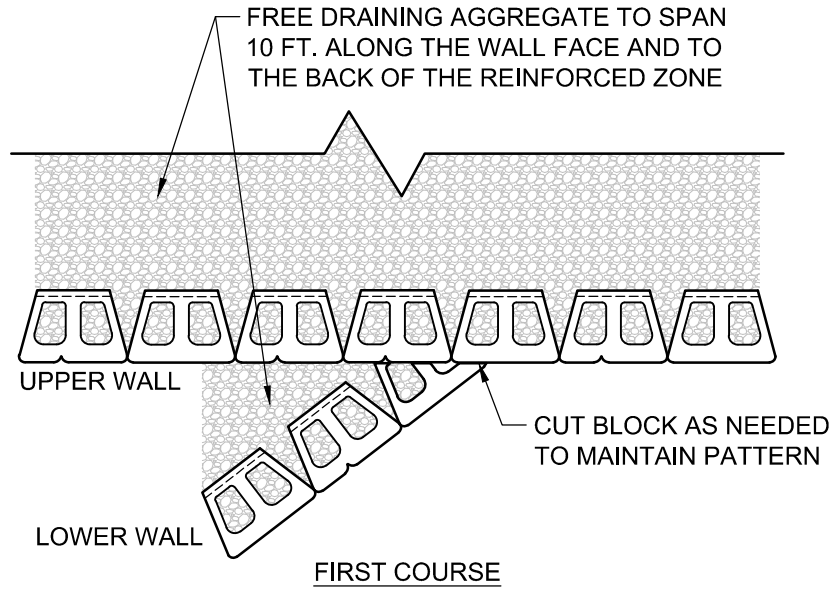 FREE DRAINING AGGREGATE TO SPAN
10 FT. ALONG THE WALL FACE AND TO
THE BACK OF THE REINFORCED ZONE
UPPER WALL
CUT BLOCK AS NEEDED
TO MAINTAIN PATTERN
LOWER WALL
FIRST COURSE